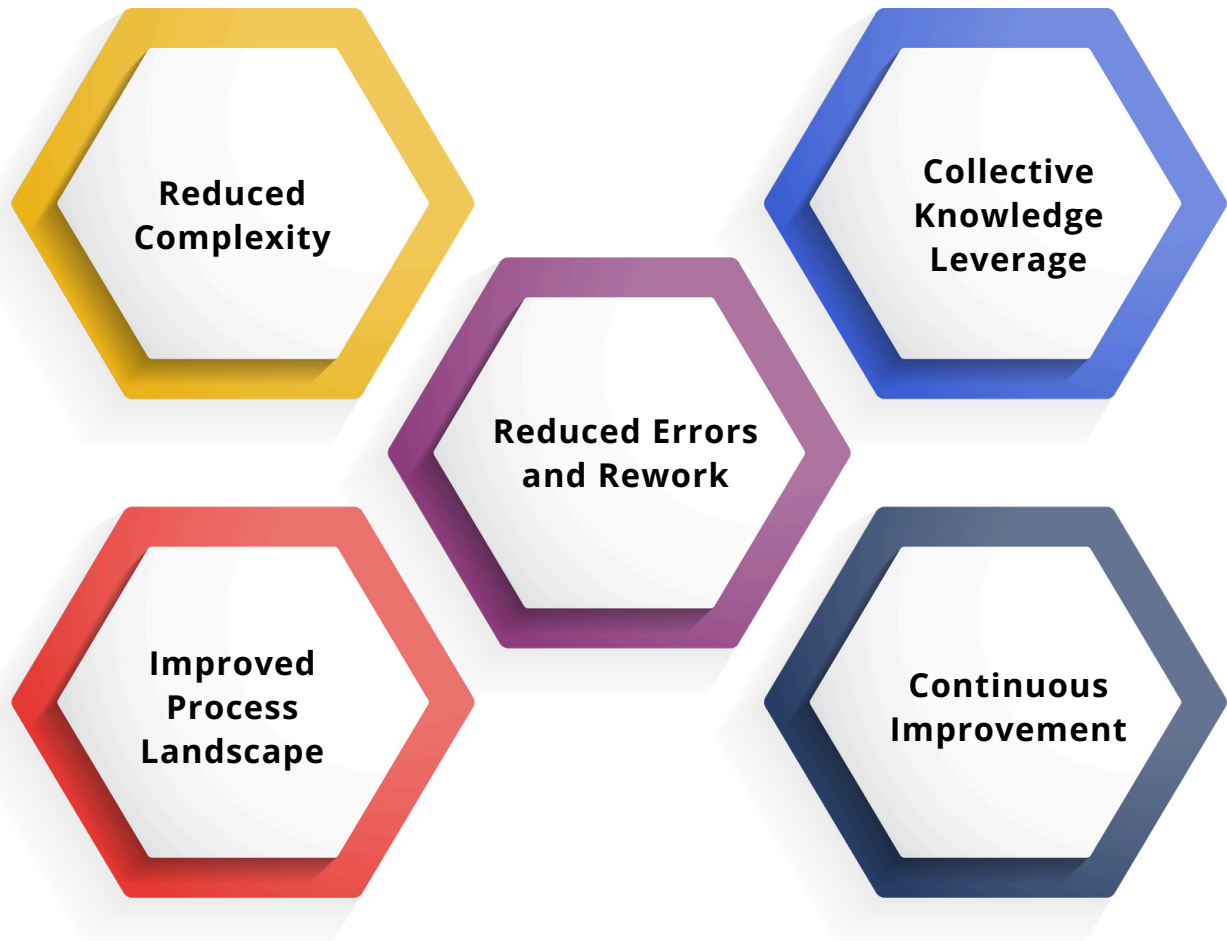 Reduced
Complexity
Collective
Knowledge
Leverage
Reduced Errors
and Rework
Improved
Process
Landscape
Continuous
Improvement